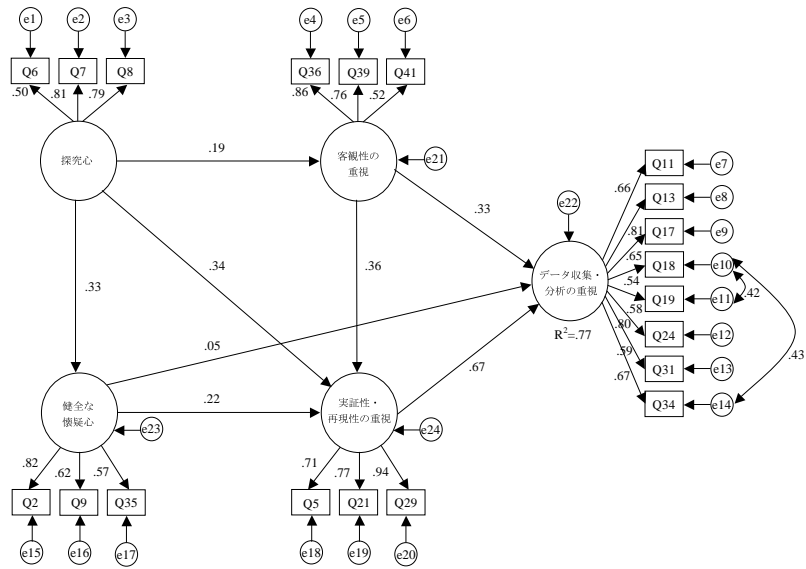 e1
e2
e3
e4
e5
e6
Q6
Q7
Q8
Q36
Q39
Q41
.50
.81
.79
.86
.76
.52
探究心
.19
客観性の
重視
e21
Q11
e7
.66
Q13
e8
.33
e22
.81
Q17
e9
.65
Q18
e10
.34
.36
データ収集・
分析の重視
.54
Q19
e11
.42
.33
.58
R²=.77
.80
Q24
e12
.05
.59
Q31
e13
.43
.67
.67
Q34
e14
健全な
懐疑心
.22
実証性・
再現性の重視
e23
e24
.82
.62
.57
.71
.77
.94
Q2
Q9
Q35
Q5
Q21
Q29
e15
e16
e17
e18
e19
e20